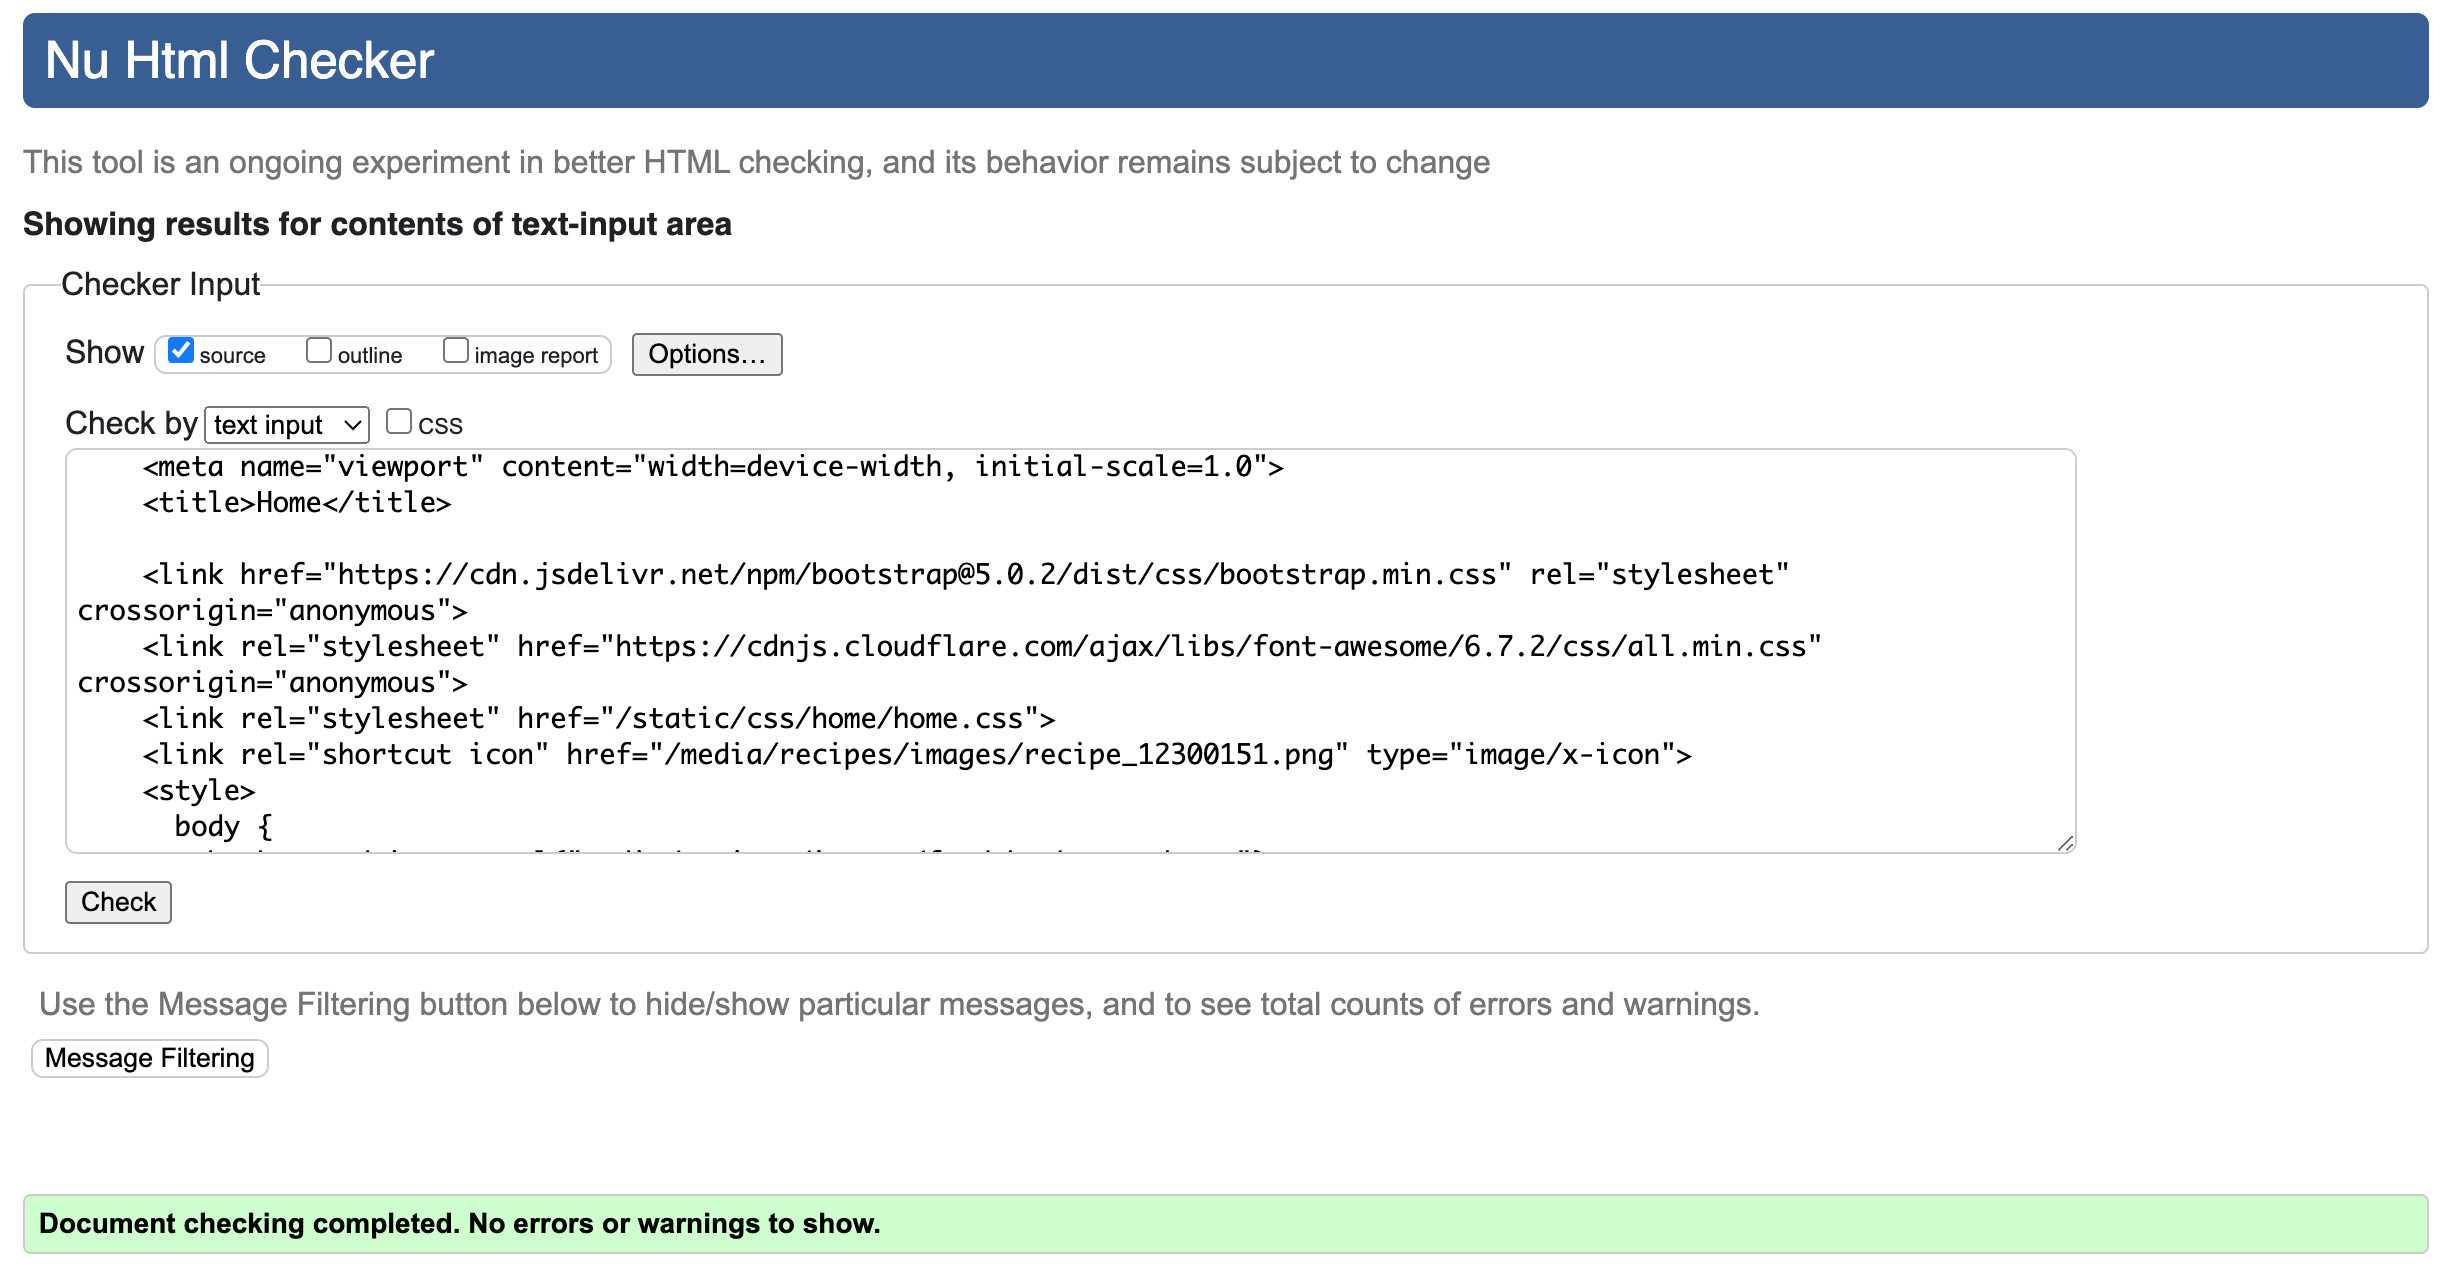 Nu Html Checker
This tool is an ongoing experiment in better HTML checking, and its behavior remains subject to change
Showing results for contents of text-input area
Checker Input
Show source outline image report Options…
Check by text input css
<meta name="viewport" content="width=device-width, initial-scale=1.0">
<title>Home</title>
<link href="https://cdn.jsdelivr.net/npm/bootstrap@5.0.2/dist/css/bootstrap.min.css" rel="stylesheet"
crossorigin="anonymous">
<link rel="stylesheet" href="https://cdnjs.cloudflare.com/ajax/libs/font-awesome/6.7.2/css/all.min.css"
crossorigin="anonymous">
<link rel="stylesheet" href="/static/css/home/home.css">
<link rel="shortcut icon" href="/media/recipes/images/recipe_12300151.png" type="image/x-icon">
<style>
body {
Check
Use the Message Filtering button below to hide/show particular messages, and to see total counts of errors and warnings.
Message Filtering
Document checking completed. No errors or warnings to show.